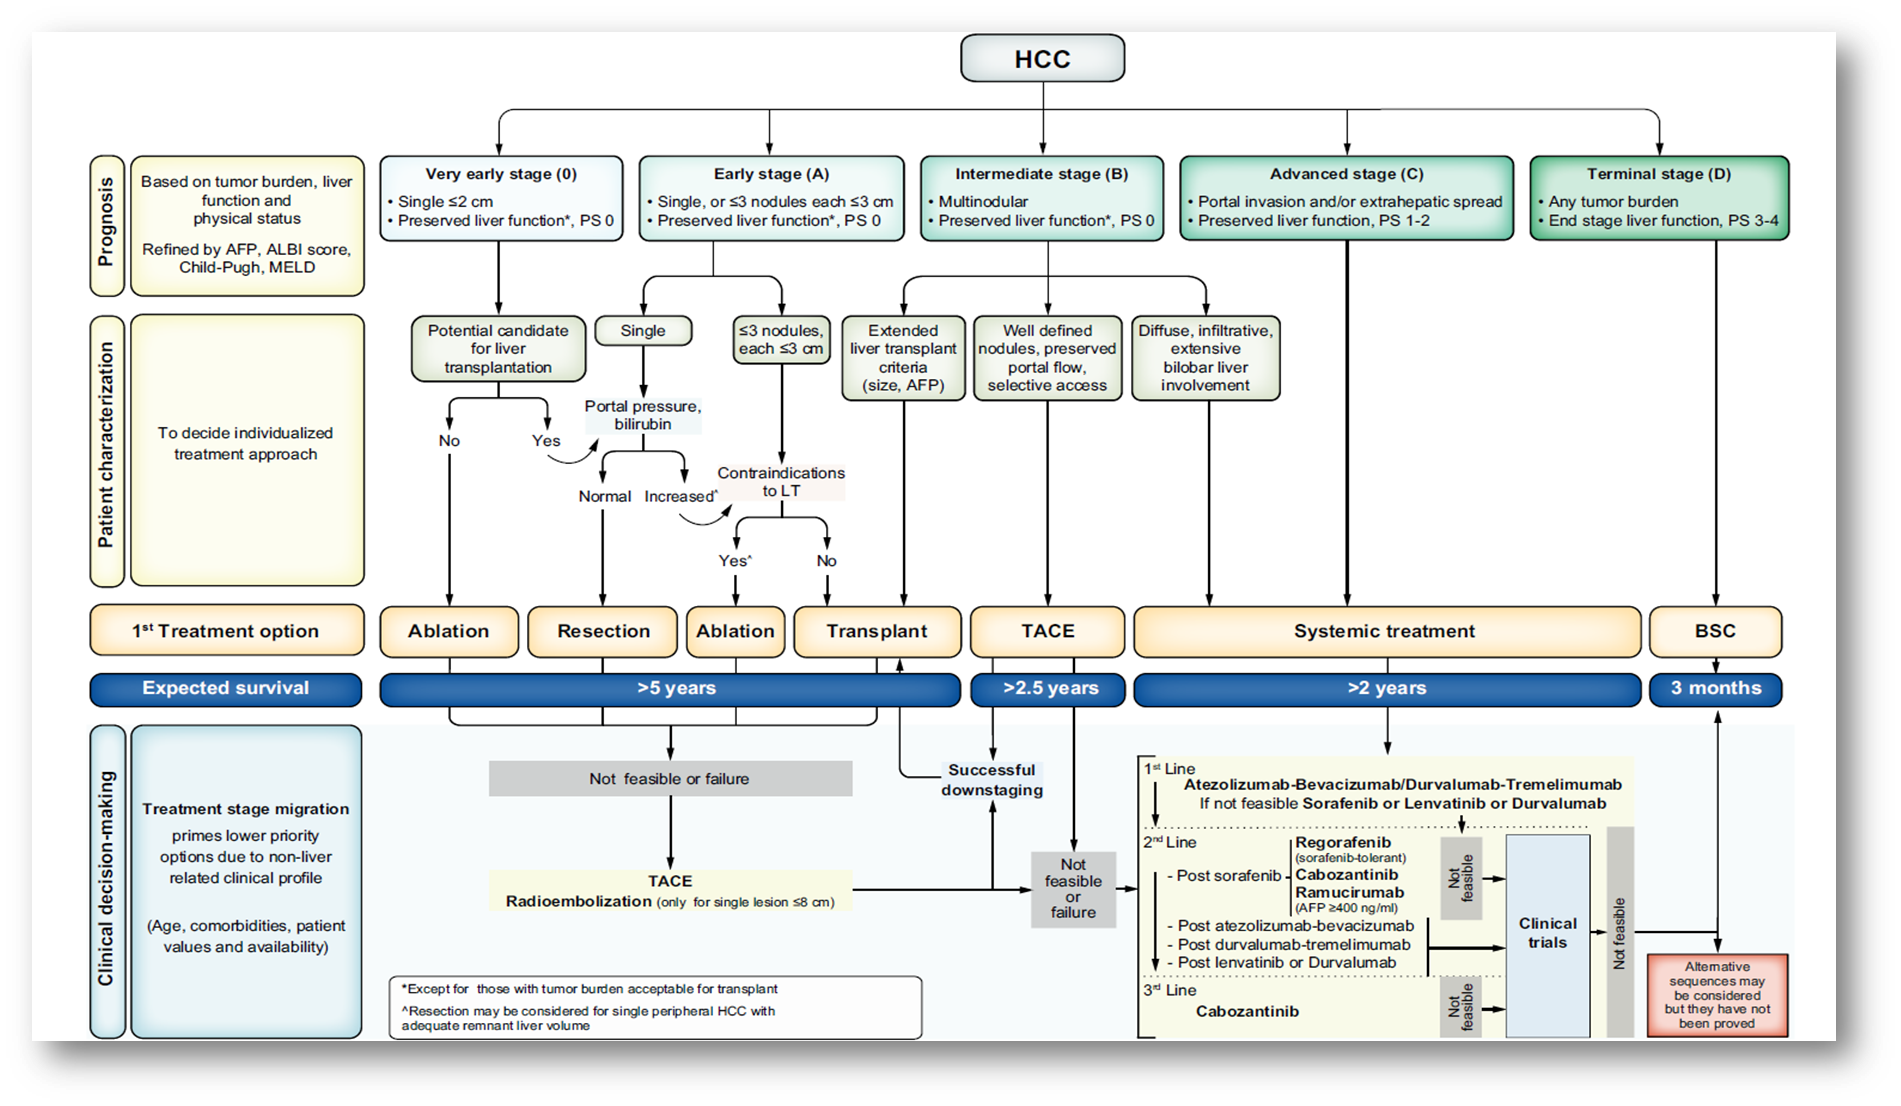 HCC
Prognosis
Based on tumor burden, liver
function and
physical status
Refined by AFP, ALBI score,
Child-Pugh, MELD
Very early stage (0)
• Single ≤2 cm
• Preserved liver function*, PS 0
Early stage (A)
• Single, or ≤3 nodules each ≤3 cm
• Preserved liver function*, PS 0
Intermediate stage (B)
• Multinodular
• Preserved liver function*, PS 0
Advanced stage (C)
• Portal invasion and/or extrahepatic spread
• Preserved liver function, PS 1-2
Terminal stage (D)
• Any tumor burden
• End stage liver function, PS 3-4
Patient characterization
To decide individualized
treatment approach
Potential candidate
for liver
transplantation
No
Yes
Single
Portal pressure,
bilirubin
Normal
Increased^
≤3 nodules,
each ≤3 cm
Contraindications
to LT
Yes^
No
Extended
liver transplant
criteria
(size, AFP)
Well defined
nodules, preserved
portal flow,
selective access
Diffuse, infiltrative,
extensive
bilobar liver
involvement
1st Treatment option
Ablation
Resection
Ablation
Transplant
TACE
Systemic treatment
BSC
Expected survival
>5 years
>2.5 years
>2 years
3 months
Clinical decision-making
Treatment stage migration
primes lower priority
options due to non-liver
related clinical profile
(Age, comorbidities, patient
values and availability)
Not feasible or failure
TACE
Radioembolization (only for single lesion ≤8 cm)
Successful
downstaging
Not
feasible
or
failure
1st Line
Atezolizumab-Bevacizumab/Durvalumab-Tremelimumab
If not feasible Sorafenib or Lenvatinib or Durvalumab
2nd Line
- Post sorafenib
Regorafenib
(sorafenib-tolerant)
Cabozantinib
Ramucirumab
(AFP ≥400 ng/ml)
- Post atezolizumab-bevacizumab
- Post durvalumab-tremelimumab
- Post lenvatinib or Durvalumab
3rd Line
Cabozantinib
Not
feasible
Not
feasible
Clinical
trials
Not feasible
Alternative
sequences may
be considered
but they have not
been proved
*Except for those with tumor burden acceptable for transplant
^Resection may be considered for single peripheral HCC with
adequate remnant liver volume